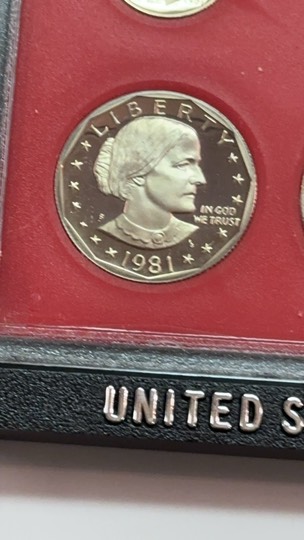 LIBERTY
IN GOD
WE TRUST
S
1981
UNITED S